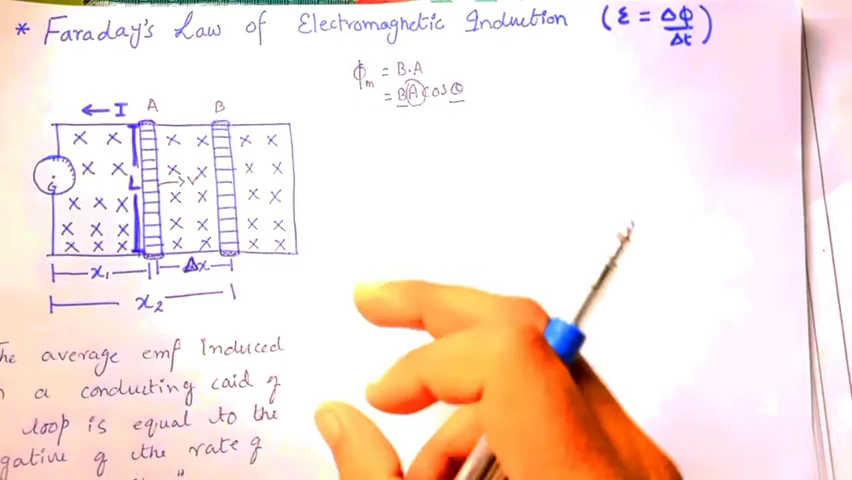 * Faraday's Law of Electromagnetic Induction (ε = Δϕ/Δt)
ϕm = B.A
= BA cos θ
← I A B
G L → v
x₁ Δx
x₂
The average emf induced
a conducting coid of
loop is equal to the
gative of the rate of